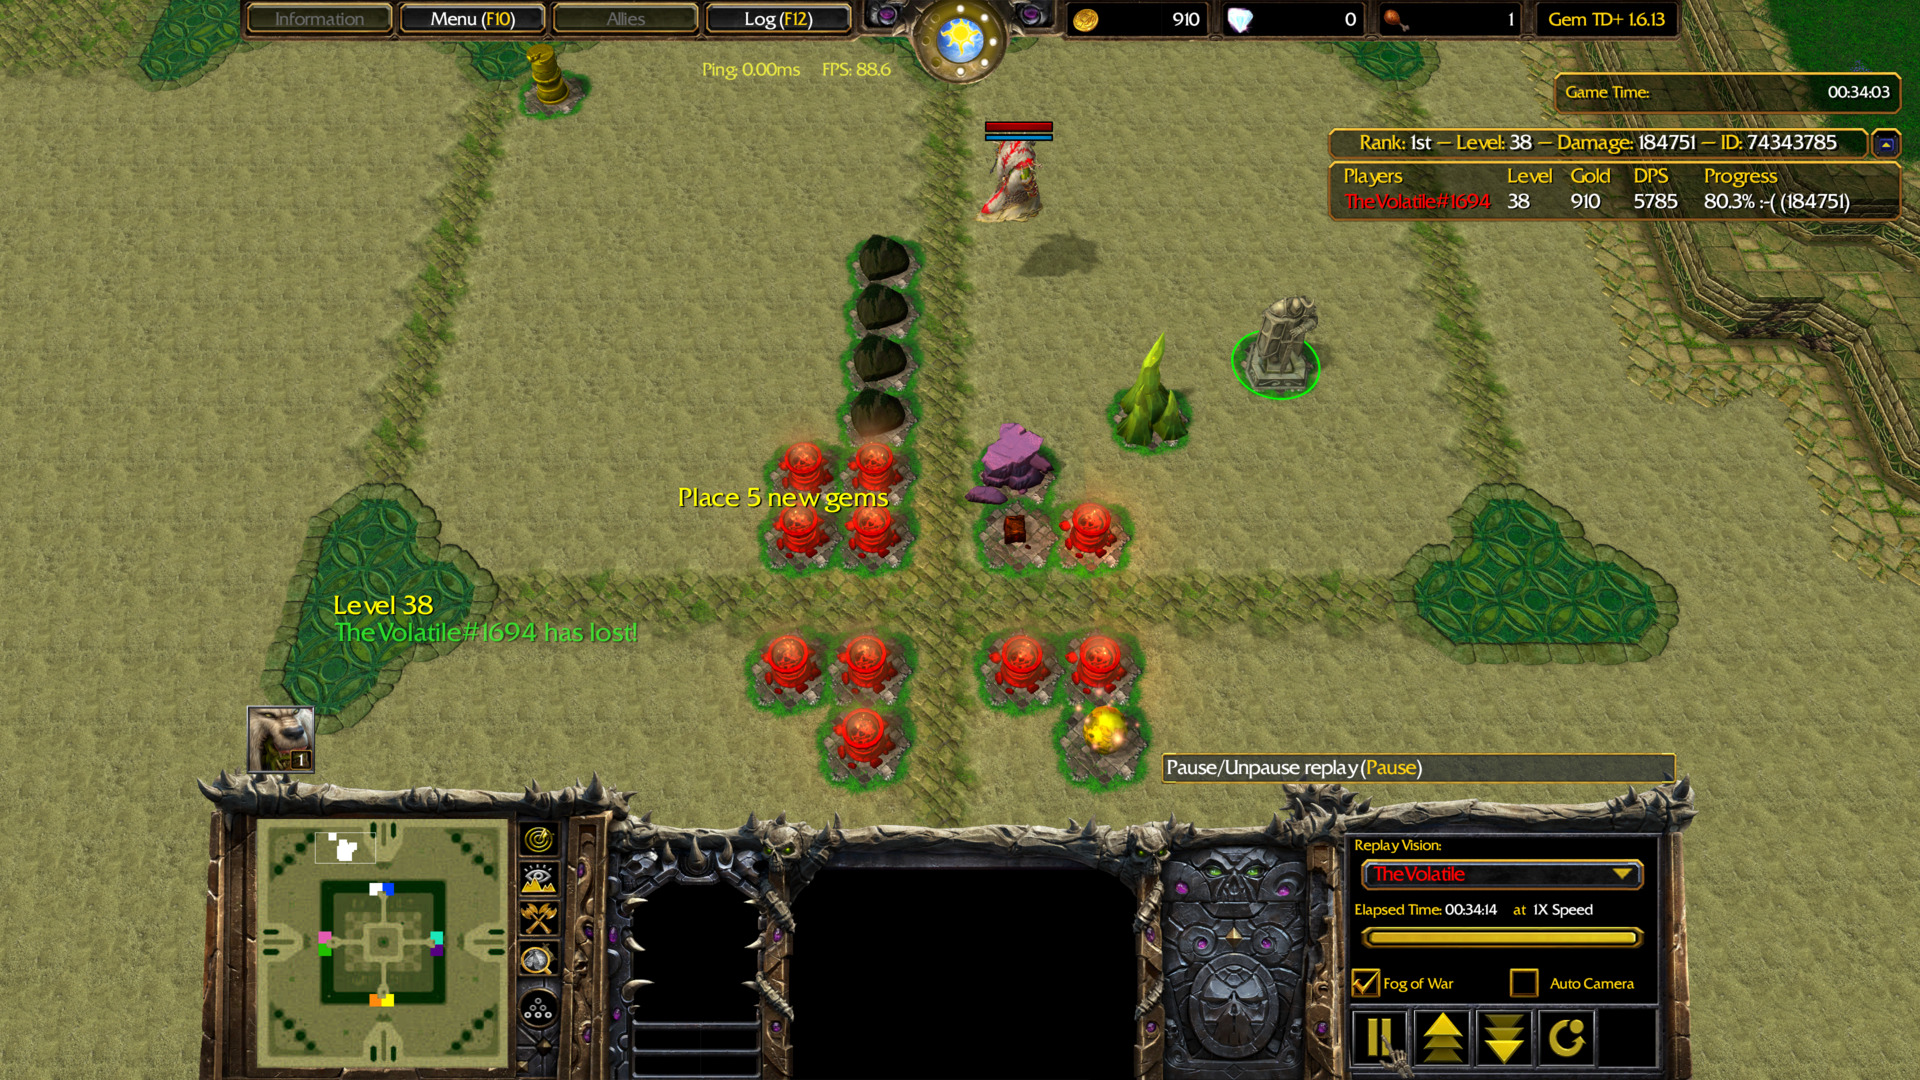 Information Menu (F10) Allies Log (F12) 910 0 1 Gem TD+ 1.6.13
Ping: 0.00ms FPS: 88.6
Game Time: 00:34:03
Rank: 1st – Level: 38 – Damage: 184751 – ID: 74343785
Players Level Gold DPS Progress
TheVolatile#1694 38 910 5785 80.3% :-( (184751)
Place 5 new gems
Level 38
TheVolatile#1694 has lost!
1
Pause/Unpause replay (Pause)
Replay Vision:
TheVolatile
Elapsed Time: 00:34:14 at 1X Speed
Fog of War Auto Camera